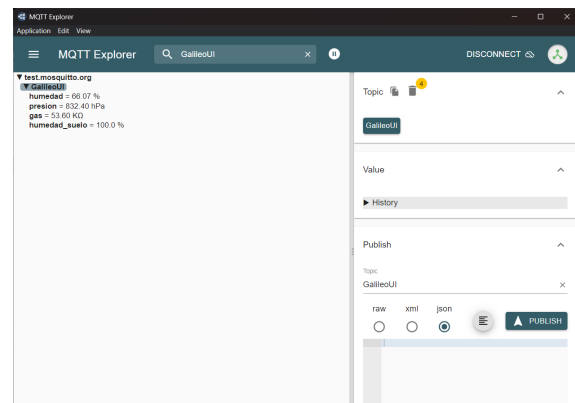 MQTT Explorer
Application Edit View
MQTT Explorer
GalileoUI
DISCONNECT
▼ test.mosquitto.org
▼ GalileoUI
humedad = 66.07 %
presion = 832.40 hPa
gas = 53.60 KΩ
humedad_suelo = 100.0 %
Topic
4
GalileoUI
Value
▶ History
Publish
Topic
GalileoUI
raw xml json
PUBLISH